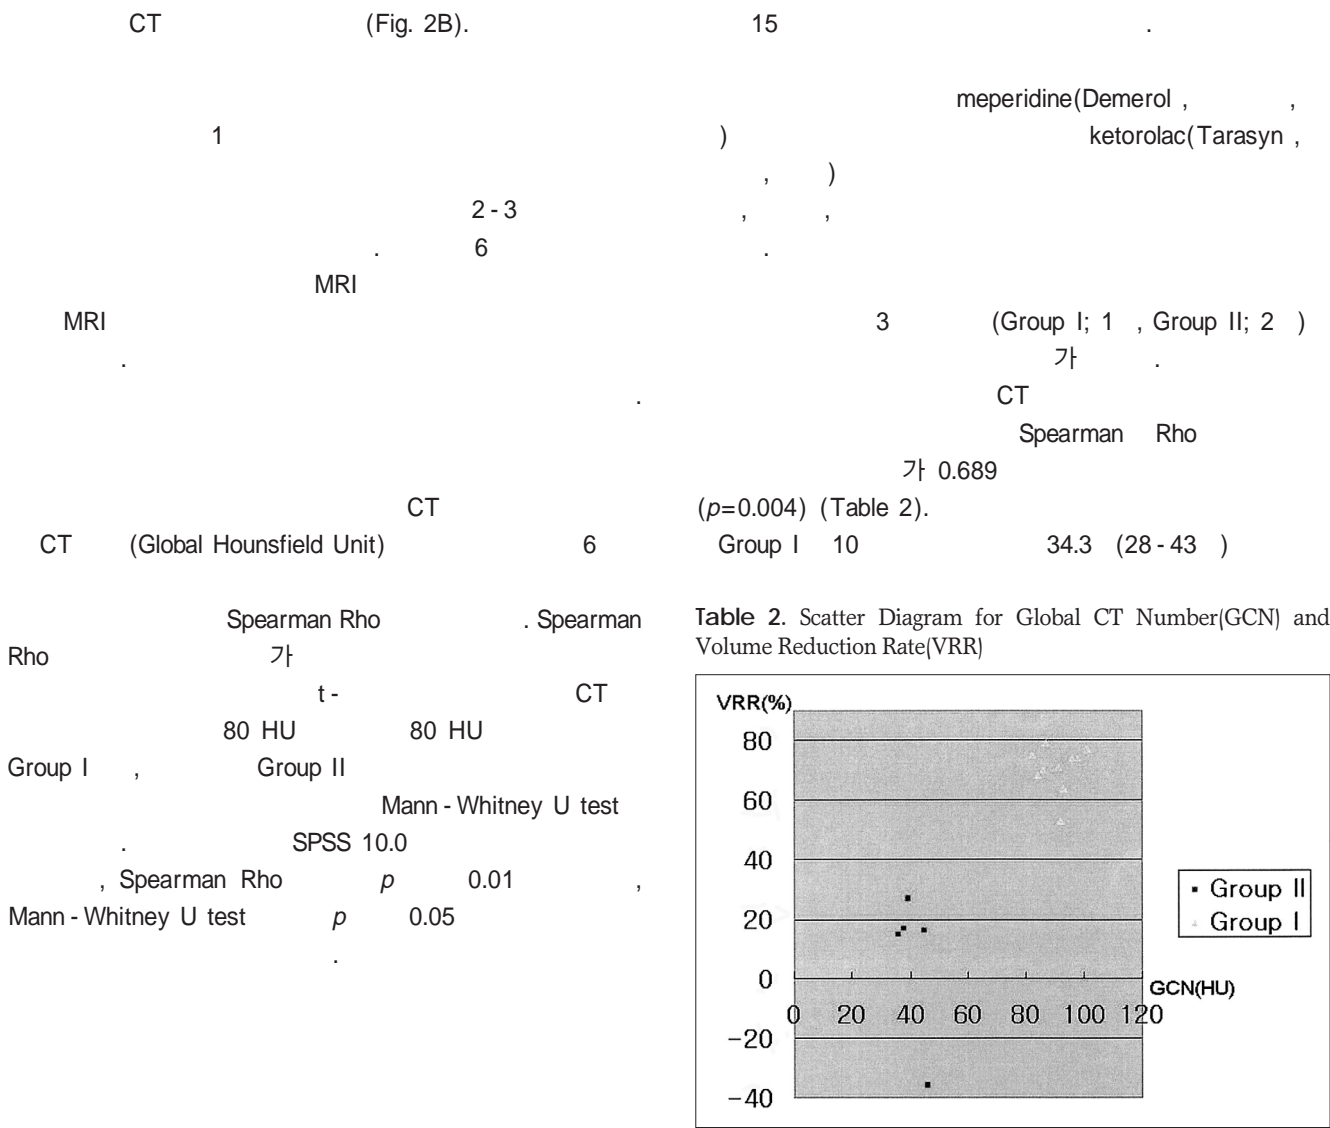 CT (Fig. 2B).
1
2 - 3
. 6
MRI
MRI
.
.
CT
CT (Global Hounsfield Unit) 6
Spearman Rho . Spearman
Rho 가
t - CT
80 HU 80 HU
Group I , Group II
Mann - Whitney U test
. SPSS 10.0
, Spearman Rho p 0.01 ,
Mann - Whitney U test p 0.05
.
15 .
meperidine(Demerol , ,
) ketorolac(Tarasyn ,
, )
, ,
.
3 (Group I; 1 , Group II; 2 )
가 .
CT
Spearman Rho
가 0.689
(p=0.004) (Table 2).
Group I 10 34.3 (28 - 43 )
Table 2. Scatter Diagram for Global CT Number(GCN) and
Volume Reduction Rate(VRR)
VRR(%)
80
60
40
20
0
-20
-40
0 20 40 60 80 100 120
GCN(HU)
Group II
Group I